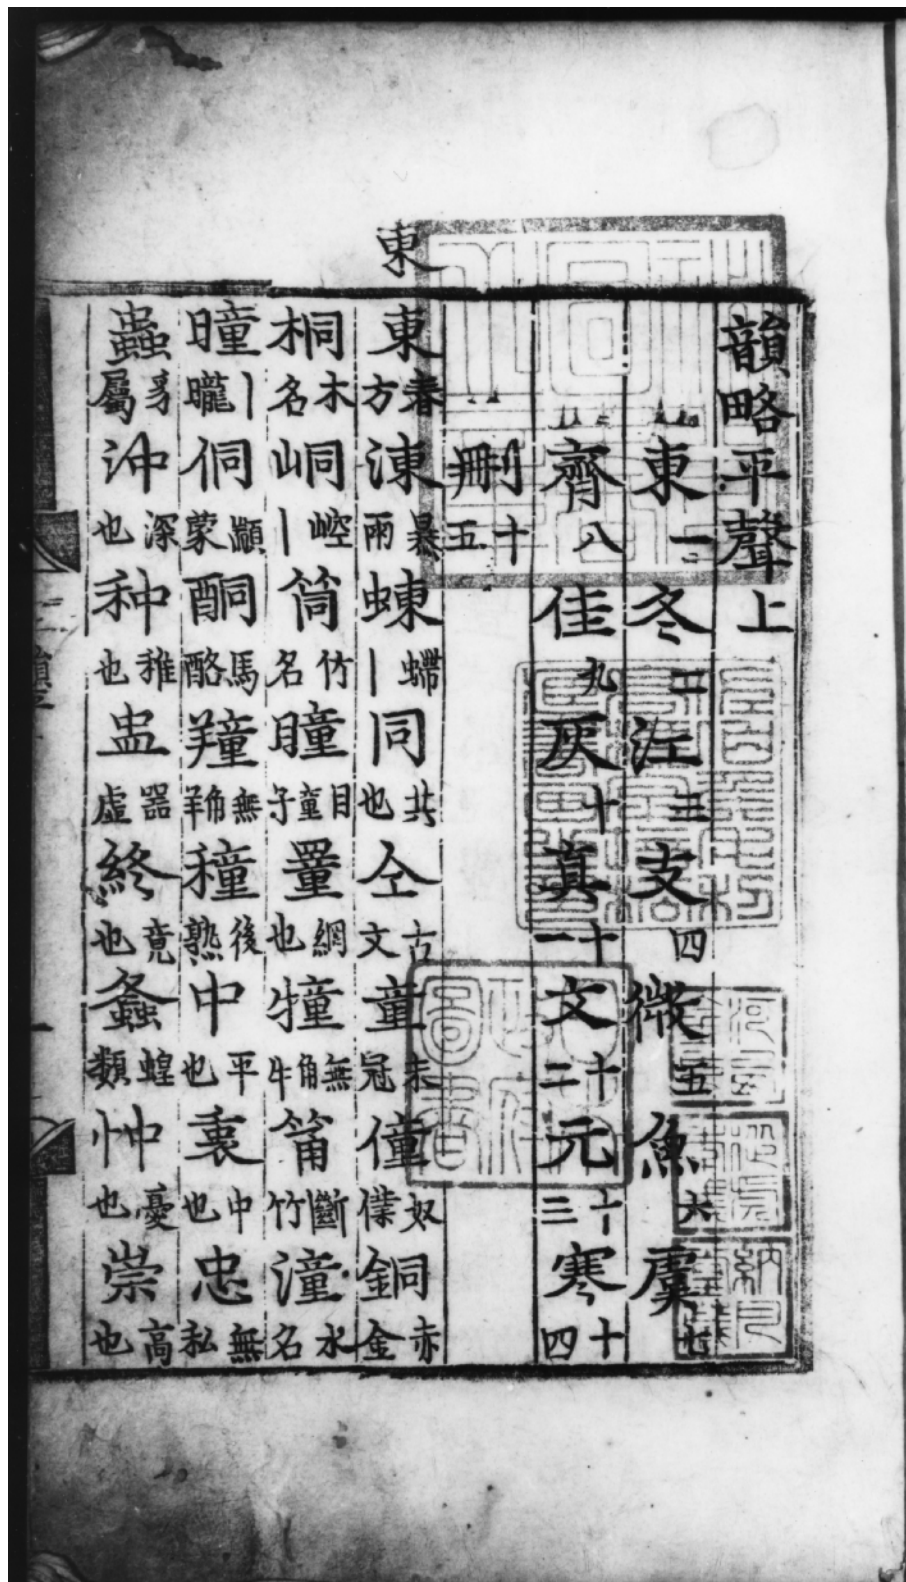 韻略平聲上
東一冬二江三支四微五魚六虞七
齊八佳九灰十真十一文十二元十三寒十四
刪十五
東
東春方涷暴雨蝀螮｜同共也仝古文童未冠僮奴僕銅赤金
桐木名峒崆｜筒竹名瞳目童子罿網也犝無角牛筩斷竹潼水名
曈｜曨侗顓蒙酮馬酪羵無角羊穜後熟中平也衷中也忠無私
蟲豸屬沖深也种稚也盅器虛終竟也螽蝗類忡憂也崇高也